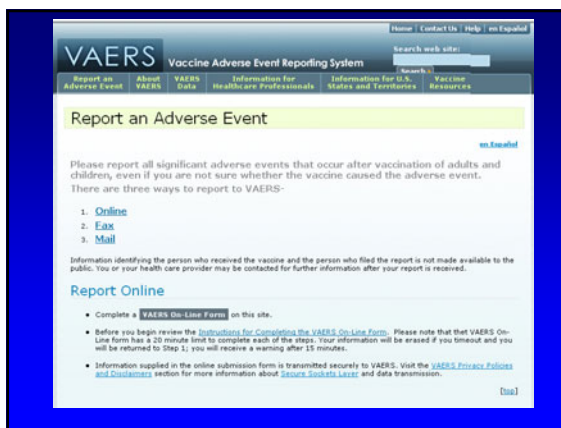 Home | Contact Us | Help | en Español
VAERS Vaccine Adverse Event Reporting System
Search web site:
Search
Report an Adverse Event
About VAERS
VAERS Data
Information for Healthcare Professionals
Information for U.S. States and Territories
Vaccine Resources
Report an Adverse Event
en Español
Please report all significant adverse events that occur after vaccination of adults and
children, even if you are not sure whether the vaccine caused the adverse event.
There are three ways to report to VAERS-
1. Online
2. Fax
3. Mail
Information identifying the person who received the vaccine and the person who filed the report is not made available to the
public. You or your health care provider may be contacted for further information after your report is received.
Report Online
• Complete a VAERS On-Line Form on this site.
• Before you begin review the Instructions for Completing the VAERS On-Line Form. Please note that thet VAERS On-
Line form has a 20 minute limit to complete each of the steps. Your information will be erased if you timeout and you
will be returned to Step 1; you will receive a warning after 15 minutes.
• Information supplied in the online submission form is transmitted securely to VAERS. Visit the VAERS Privacy Policies
and Disclaimers section for more information about Secure Sockets Layer and data transmission.
[top]